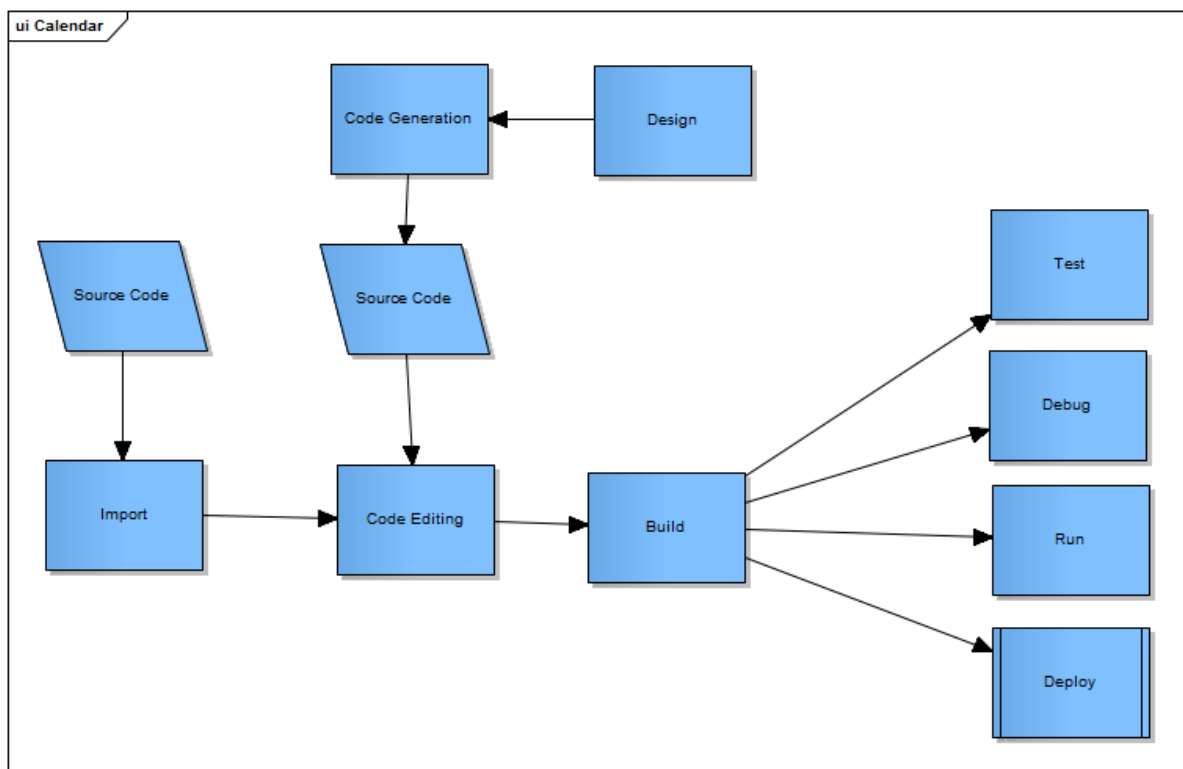 ui Calendar
Code Generation
Design
Source Code
Source Code
Test
Debug
Import
Code Editing
Build
Run
Deploy